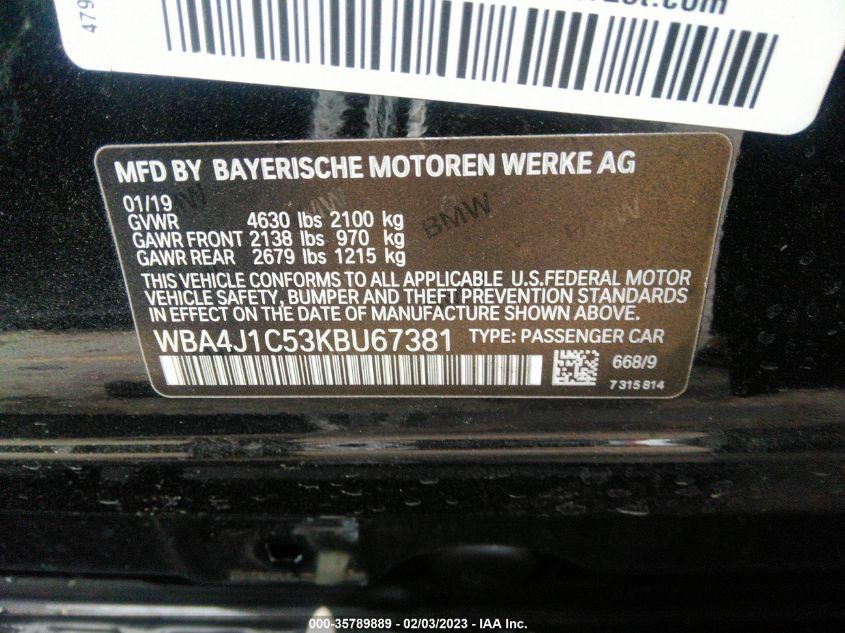 479
.com
MFD BY BAYERISCHE MOTOREN WERKE AG
01/19
GVWR 4630 lbs 2100 kg
GAWR FRONT 2138 lbs 970 kg
GAWR REAR 2679 lbs 1215 kg
BMW
THIS VEHICLE CONFORMS TO ALL APPLICABLE U.S.FEDERAL MOTOR
VEHICLE SAFETY, BUMPER AND THEFT PREVENTION STANDARDS
IN EFFECT ON THE DATE OF MANUFACTURE SHOWN ABOVE.
WBA4J1C53KBU67381 TYPE: PASSENGER CAR
668/9
7 315 814
000-35789889 - 02/03/2023 - IAA Inc.